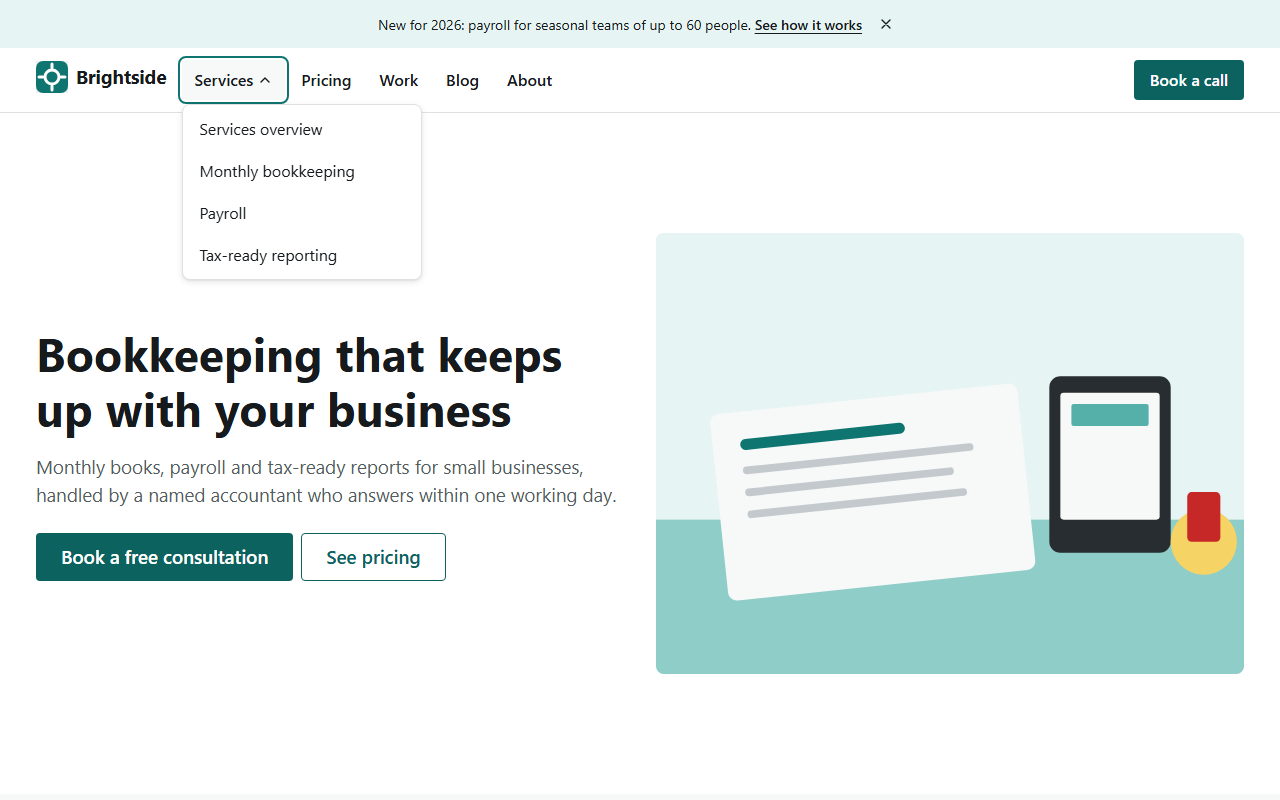 New for 2026: payroll for seasonal teams of up to 60 people. See how it works
Brightside
Services
Pricing
Work
Blog
About
Book a call
Services overview
Monthly bookkeeping
Payroll
Tax-ready reporting
Bookkeeping that keeps
up with your business
Monthly books, payroll and tax-ready reports for small businesses,
handled by a named accountant who answers within one working day.
Book a free consultation
See pricing